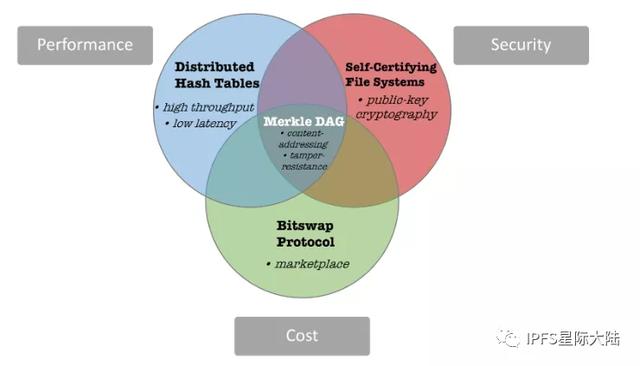 Performance
Security
Distributed
Hash Tables
• high throughput
• low latency
Self-Certifying
File Systems
• public-key
cryptography
Merkle DAG
• content-
addressing
• tamper-
resistance
Bitswap
Protocol
• marketplace
Cost
IPFS星际大陆